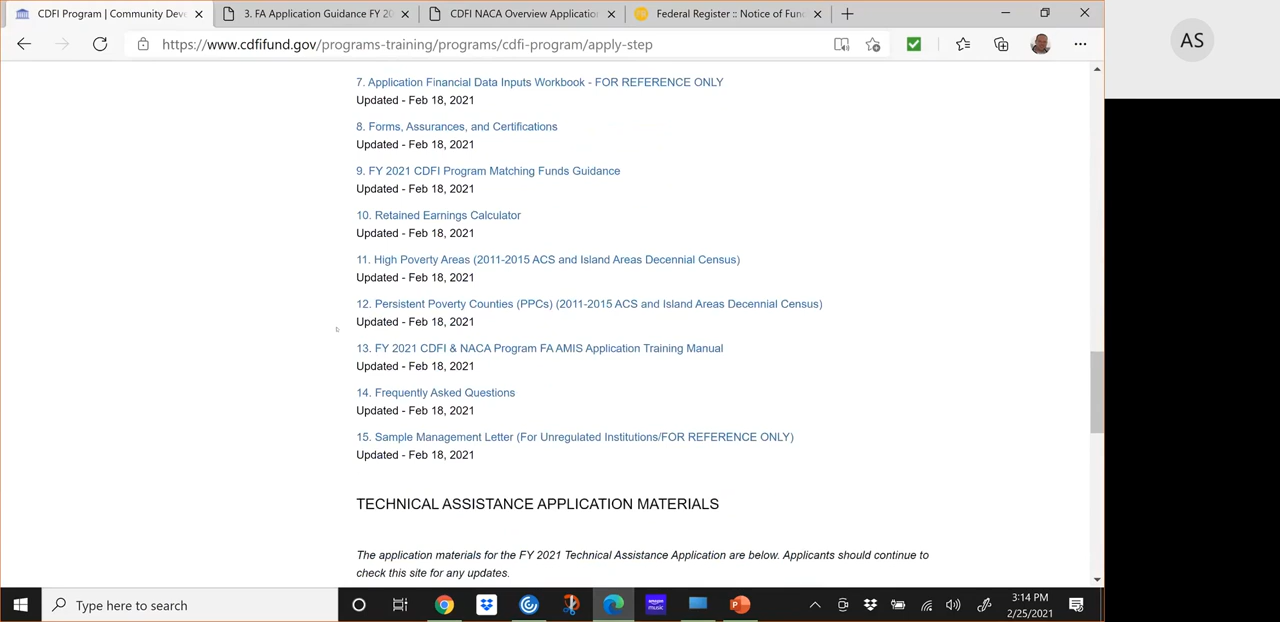 CDFI Program | Community Deve
3. FA Application Guidance FY 20
CDFI NACA Overview Application
Federal Register :: Notice of Fun
https://www.cdfifund.gov/programs-training/programs/cdfi-program/apply-step
AS
7. Application Financial Data Inputs Workbook - FOR REFERENCE ONLY
Updated - Feb 18, 2021
8. Forms, Assurances, and Certifications
Updated - Feb 18, 2021
9. FY 2021 CDFI Program Matching Funds Guidance
Updated - Feb 18, 2021
10. Retained Earnings Calculator
Updated - Feb 18, 2021
11. High Poverty Areas (2011-2015 ACS and Island Areas Decennial Census)
Updated - Feb 18, 2021
12. Persistent Poverty Counties (PPCs) (2011-2015 ACS and Island Areas Decennial Census)
Updated - Feb 18, 2021
13. FY 2021 CDFI & NACA Program FA AMIS Application Training Manual
Updated - Feb 18, 2021
14. Frequently Asked Questions
Updated - Feb 18, 2021
15. Sample Management Letter (For Unregulated Institutions/FOR REFERENCE ONLY)
Updated - Feb 18, 2021
TECHNICAL ASSISTANCE APPLICATION MATERIALS
The application materials for the FY 2021 Technical Assistance Application are below. Applicants should continue to
check this site for any updates.
Type here to search
3:14 PM
2/25/2021